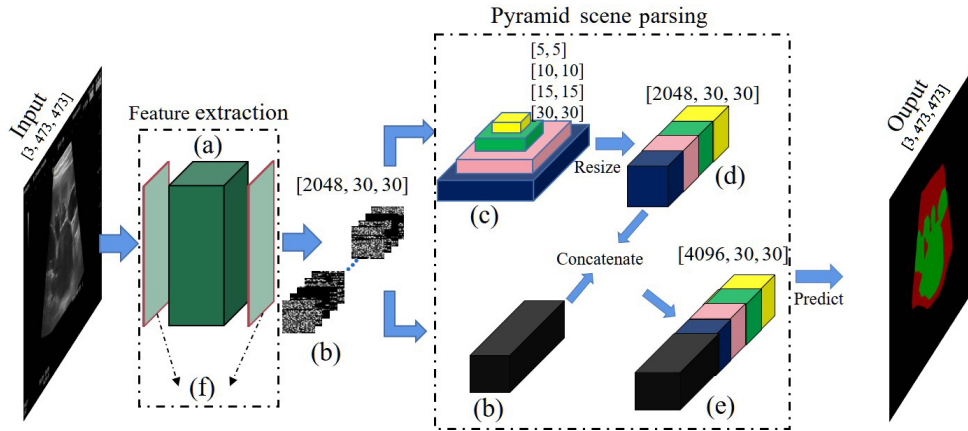 Pyramid scene parsing
Input
[3, 473, 473]
Feature extraction
(a)
(f)
[2048, 30, 30]
(b)
[5, 5]
[10, 10]
[15, 15]
[30, 30]
(c)
Resize
[2048, 30, 30]
(d)
Concatenate
(b)
[4096, 30, 30]
(e)
Predict
Ouput
[3, 473, 473]